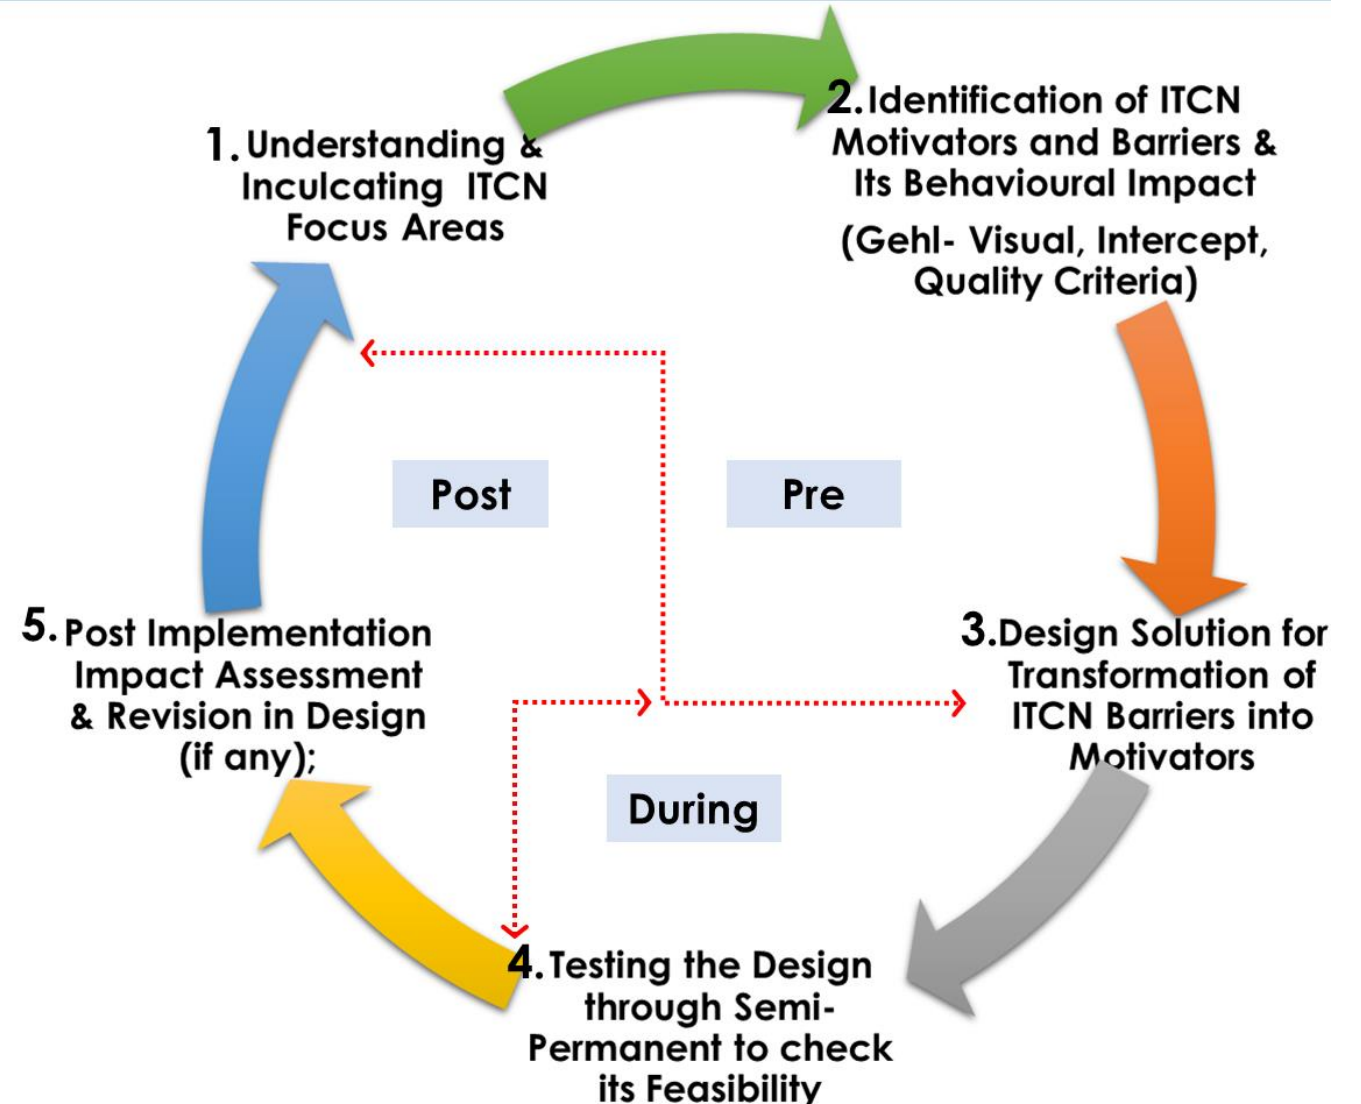 1. Understanding &
Inculcating ITCN
Focus Areas
2. Identification of ITCN
Motivators and Barriers &
Its Behavioural Impact
(Gehl- Visual, Intercept,
Quality Criteria)
Post
Pre
5. Post Implementation
Impact Assessment
& Revision in Design
(if any);
3. Design Solution for
Transformation of
ITCN Barriers into
Motivators
During
4. Testing the Design
through Semi-
Permanent to check
its Feasibility